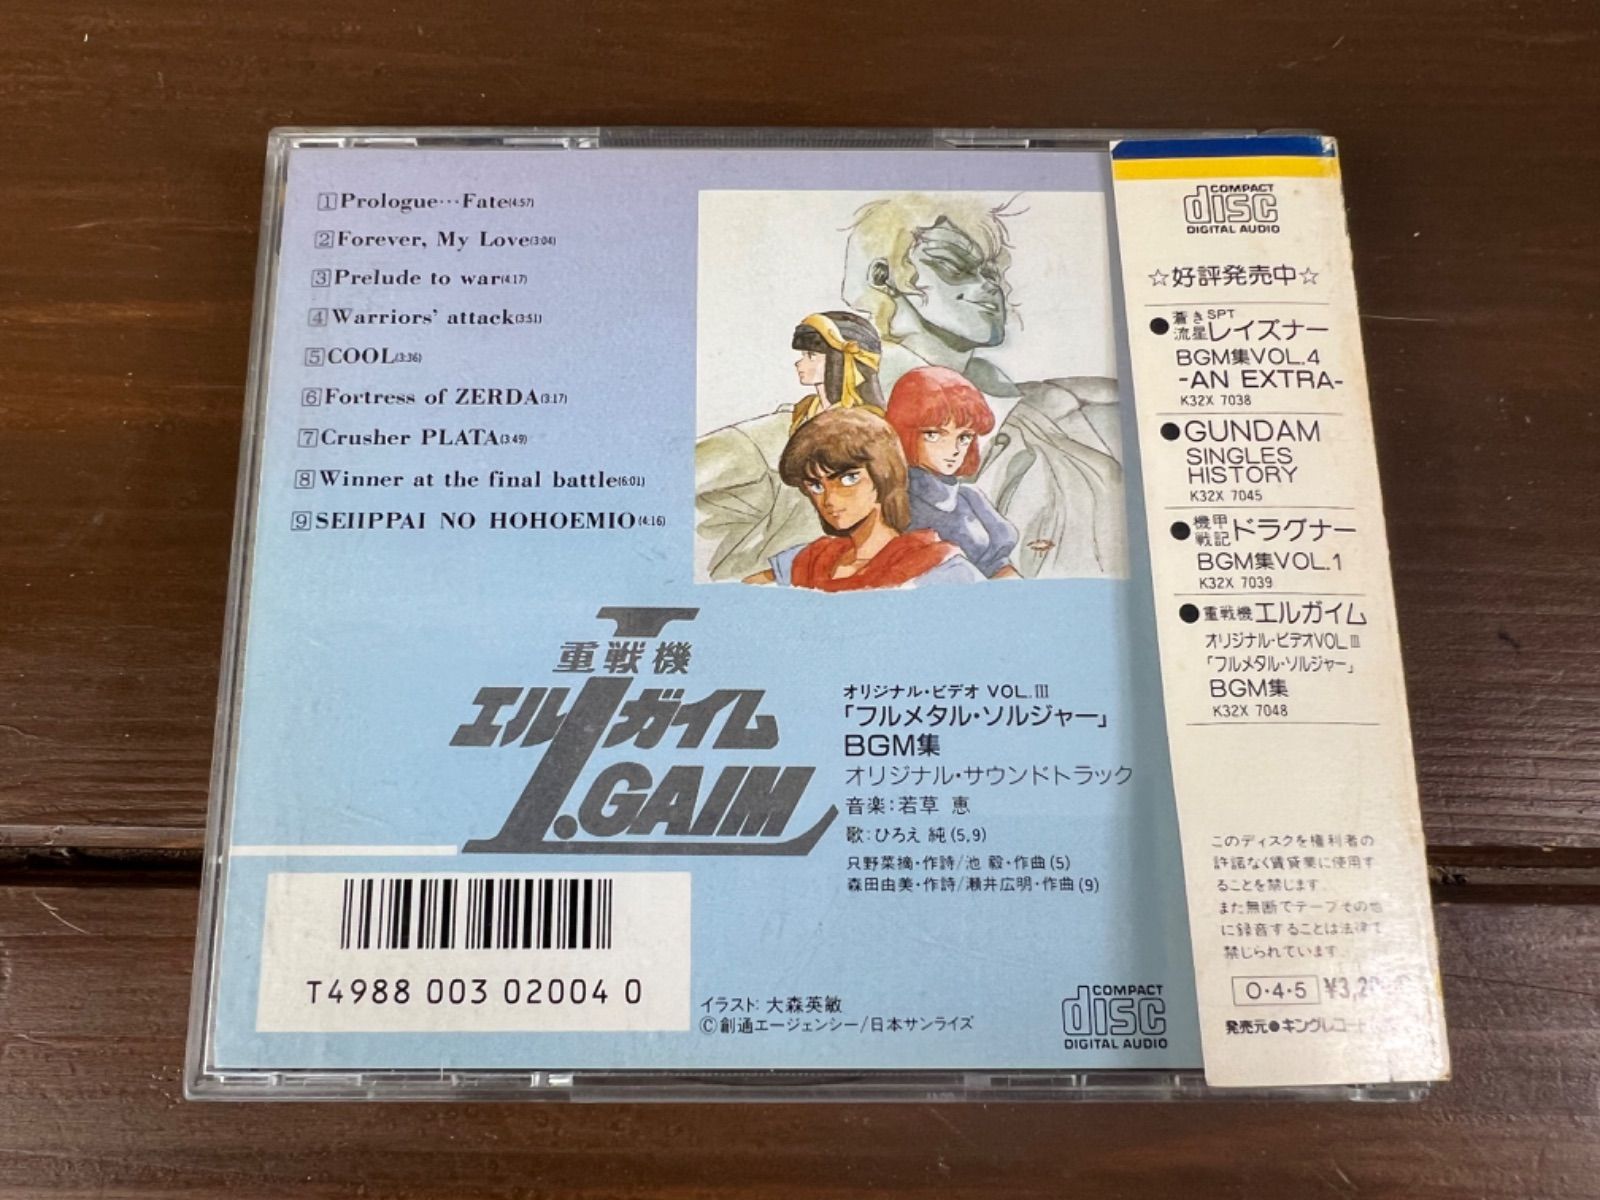 1 Prologue…Fate(4:57)
2 Forever, My Love(3:04)
3 Prelude to war(4:17)
4 Warriors' attack(3:51)
5 COOL(3:36)
6 Fortress of ZERDA(3:17)
7 Crusher PLATA(3:49)
8 Winner at the final battle(6:01)
9 SEIIPPAI NO HOHOEMIO(4:16)
重戦機
エルガイム
L.GAIM
オリジナル・ビデオ VOL.III
「フルメタル・ソルジャー」
BGM集
オリジナル・サウンドトラック
音楽：若草 恵
歌：ひろえ 純(5,9)
只野菜摘・作詩/池 毅・作曲(5)
森田由美・作詩/瀬井広明・作曲(9)
T4988 003 02004 0
イラスト：大森英敏
©創通エージェンシー/日本サンライズ
COMPACT
disc
DIGITAL AUDIO
COMPACT
disc
DIGITAL AUDIO
☆好評発売中☆
●蒼き流星SPTレイズナー
BGM集VOL.4
-AN EXTRA-
K32X 7038
●GUNDAM
SINGLES
HISTORY
K32X 7045
●機甲戦記ドラグナー
BGM集VOL.1
K32X 7039
●重戦機エルガイム
オリジナル・ビデオVOL.III
「フルメタル・ソルジャー」
BGM集
K32X 7048
このディスクを権利者の
許諾なく賃貸業に使用す
ることを禁じます。
また無断でテープその他
に録音することは法律で
禁じられています。
O・4・5 ¥3,20
発売元●キングレコード